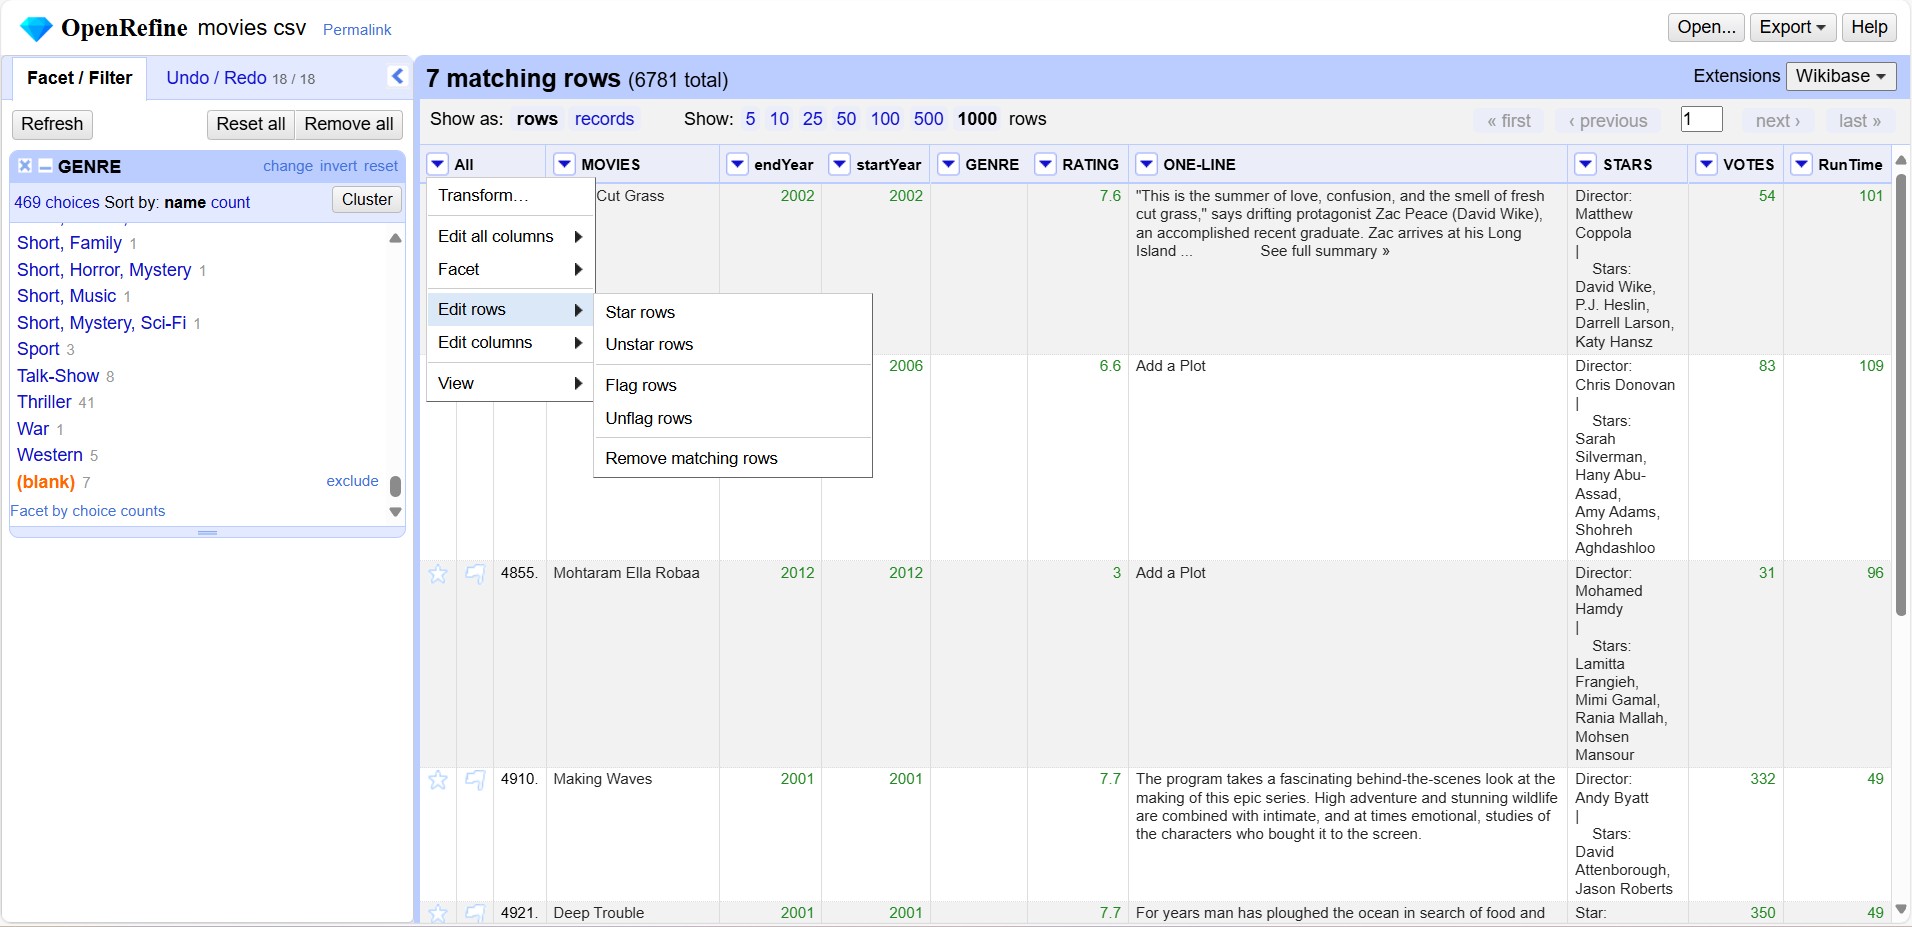 OpenRefine movies csv Permalink Open... Export Help
Facet / Filter Undo / Redo 18 / 18
7 matching rows (6781 total) Extensions Wikibase
Refresh Reset all Remove all
Show as: rows records Show: 5 10 25 50 100 500 1000 rows « first ‹ previous 1 next › last »
GENRE change invert reset
469 choices Sort by: name count Cluster
Short, Family 1
Short, Horror, Mystery 1
Short, Music 1
Short, Mystery, Sci-Fi 1
Sport 3
Talk-Show 8
Thriller 41
War 1
Western 5
(blank) 7 exclude
Facet by choice counts
All MOVIES endYear startYear GENRE RATING ONE-LINE STARS VOTES RunTime
Transform…
Edit all columns
Facet
Edit rows
Edit columns
View
Star rows
Unstar rows
Flag rows
Unflag rows
Remove matching rows
Cut Grass 2002 2002 7.6
"This is the summer of love, confusion, and the smell of fresh
cut grass," says drifting protagonist Zac Peace (David Wike),
an accomplished recent graduate. Zac arrives at his Long
Island ... See full summary »
Director:
Matthew
Coppola
|
Stars:
David Wike,
P.J. Heslin,
Darrell Larson,
Katy Hansz
54 101
2006 6.6 Add a Plot
Director:
Chris Donovan
|
Stars:
Sarah
Silverman,
Hany Abu-
Assad,
Amy Adams,
Shohreh
Aghdashloo
83 109
4855. Mohtaram Ella Robaa 2012 2012 3 Add a Plot
Director:
Mohamed
Hamdy
|
Stars:
Lamitta
Frangieh,
Mimi Gamal,
Rania Mallah,
Mohsen
Mansour
31 96
4910. Making Waves 2001 2001 7.7
The program takes a fascinating behind-the-scenes look at the
making of this epic series. High adventure and stunning wildlife
are combined with intimate, and at times emotional, studies of
the characters who bought it to the screen.
Director:
Andy Byatt
|
Stars:
David
Attenborough,
Jason Roberts
332 49
4921. Deep Trouble 2001 2001 7.7 For years man has ploughed the ocean in search of food and Star: 350 49